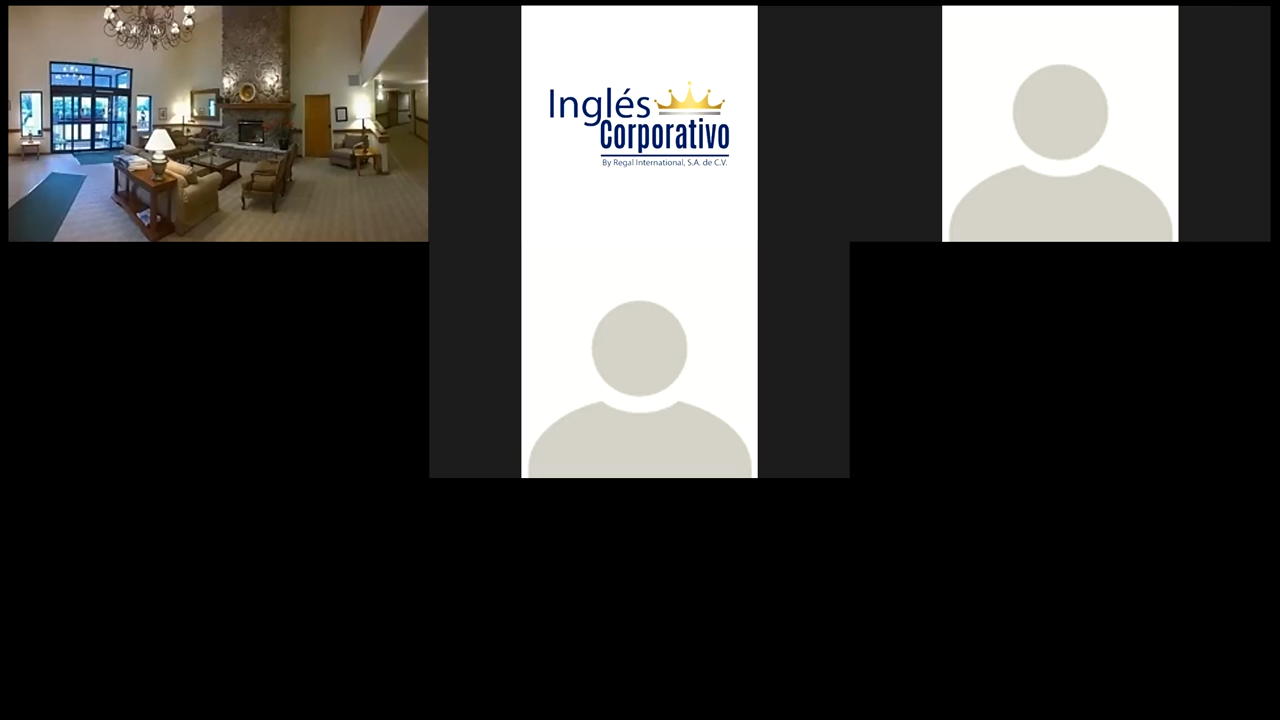 Inglés
Corporativo
By Regal International, S.A. de C.V.